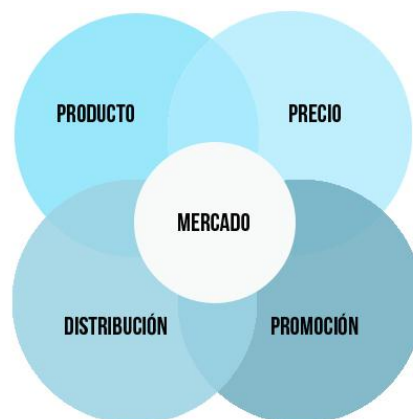 PRODUCTO
PRECIO
MERCADO
DISTRIBUCIÓN
PROMOCIÓN